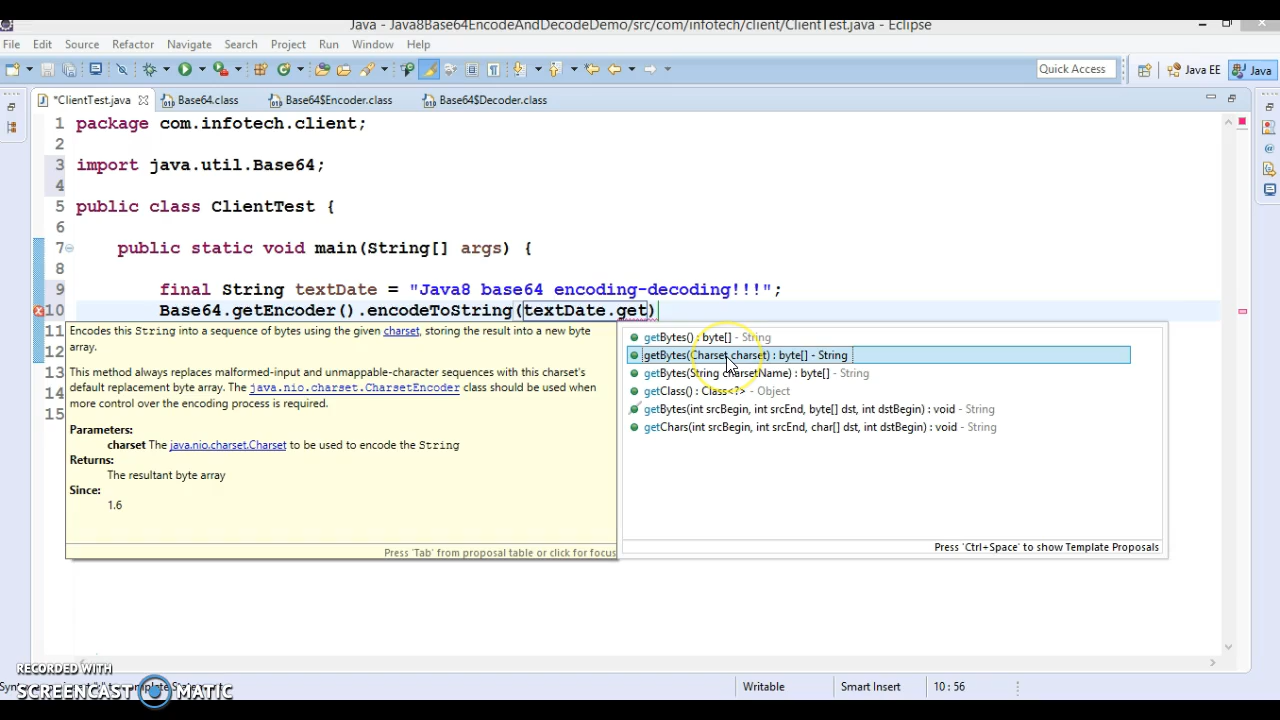 Java - Java8Base64EncodeAndDecodeDemo/src/com/infotech/client/ClientTest.java - Eclipse
File Edit Source Refactor Navigate Search Project Run Window Help
Quick Access Java EE Java
*ClientTest.java Base64.class Base64$Encoder.class Base64$Decoder.class
1 package com.infotech.client;
2
3 import java.util.Base64;
4
5 public class ClientTest {
6
7 public static void main(String[] args) {
8
9 final String textDate = "Java8 base64 encoding-decoding!!!";
10 Base64.getEncoder().encodeToString(textDate.get)
11
12
13
14
15
Encodes this String into a sequence of bytes using the given charset, storing the result into a new byte
array.
This method always replaces malformed-input and unmappable-character sequences with this charset's
default replacement byte array. The java.nio.charset.CharsetEncoder class should be used when
more control over the encoding process is required.
Parameters:
charset The java.nio.charset.Charset to be used to encode the String
Returns:
The resultant byte array
Since:
1.6
Press 'Tab' from proposal table or click for focus
getBytes() : byte[] - String
getBytes(Charset charset) : byte[] - String
getBytes(String charsetName) : byte[] - String
getClass() : Class<?> - Object
getBytes(int srcBegin, int srcEnd, byte[] dst, int dstBegin) : void - String
getChars(int srcBegin, int srcEnd, char[] dst, int dstBegin) : void - String
Press 'Ctrl+Space' to show Template Proposals
RECORDED WITH
SCREENCAST MATIC
Writable Smart Insert 10 : 56